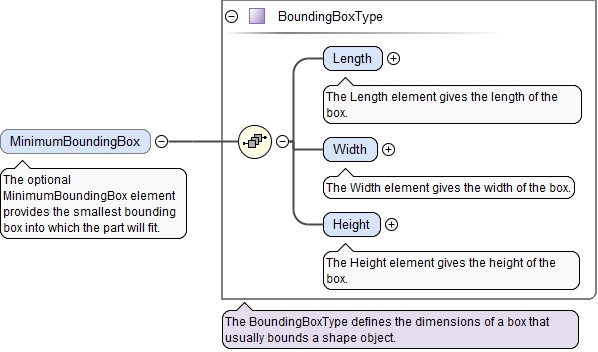 BoundingBoxType
Length
The Length element gives the length of the
box.
MinimumBoundingBox
The optional
MinimumBoundingBox element
provides the smallest bounding
box into which the part will fit.
Width
The Width element gives the width of the box.
Height
The Height element gives the height of the
box.
The BoundingBoxType defines the dimensions of a box that
usually bounds a shape object.